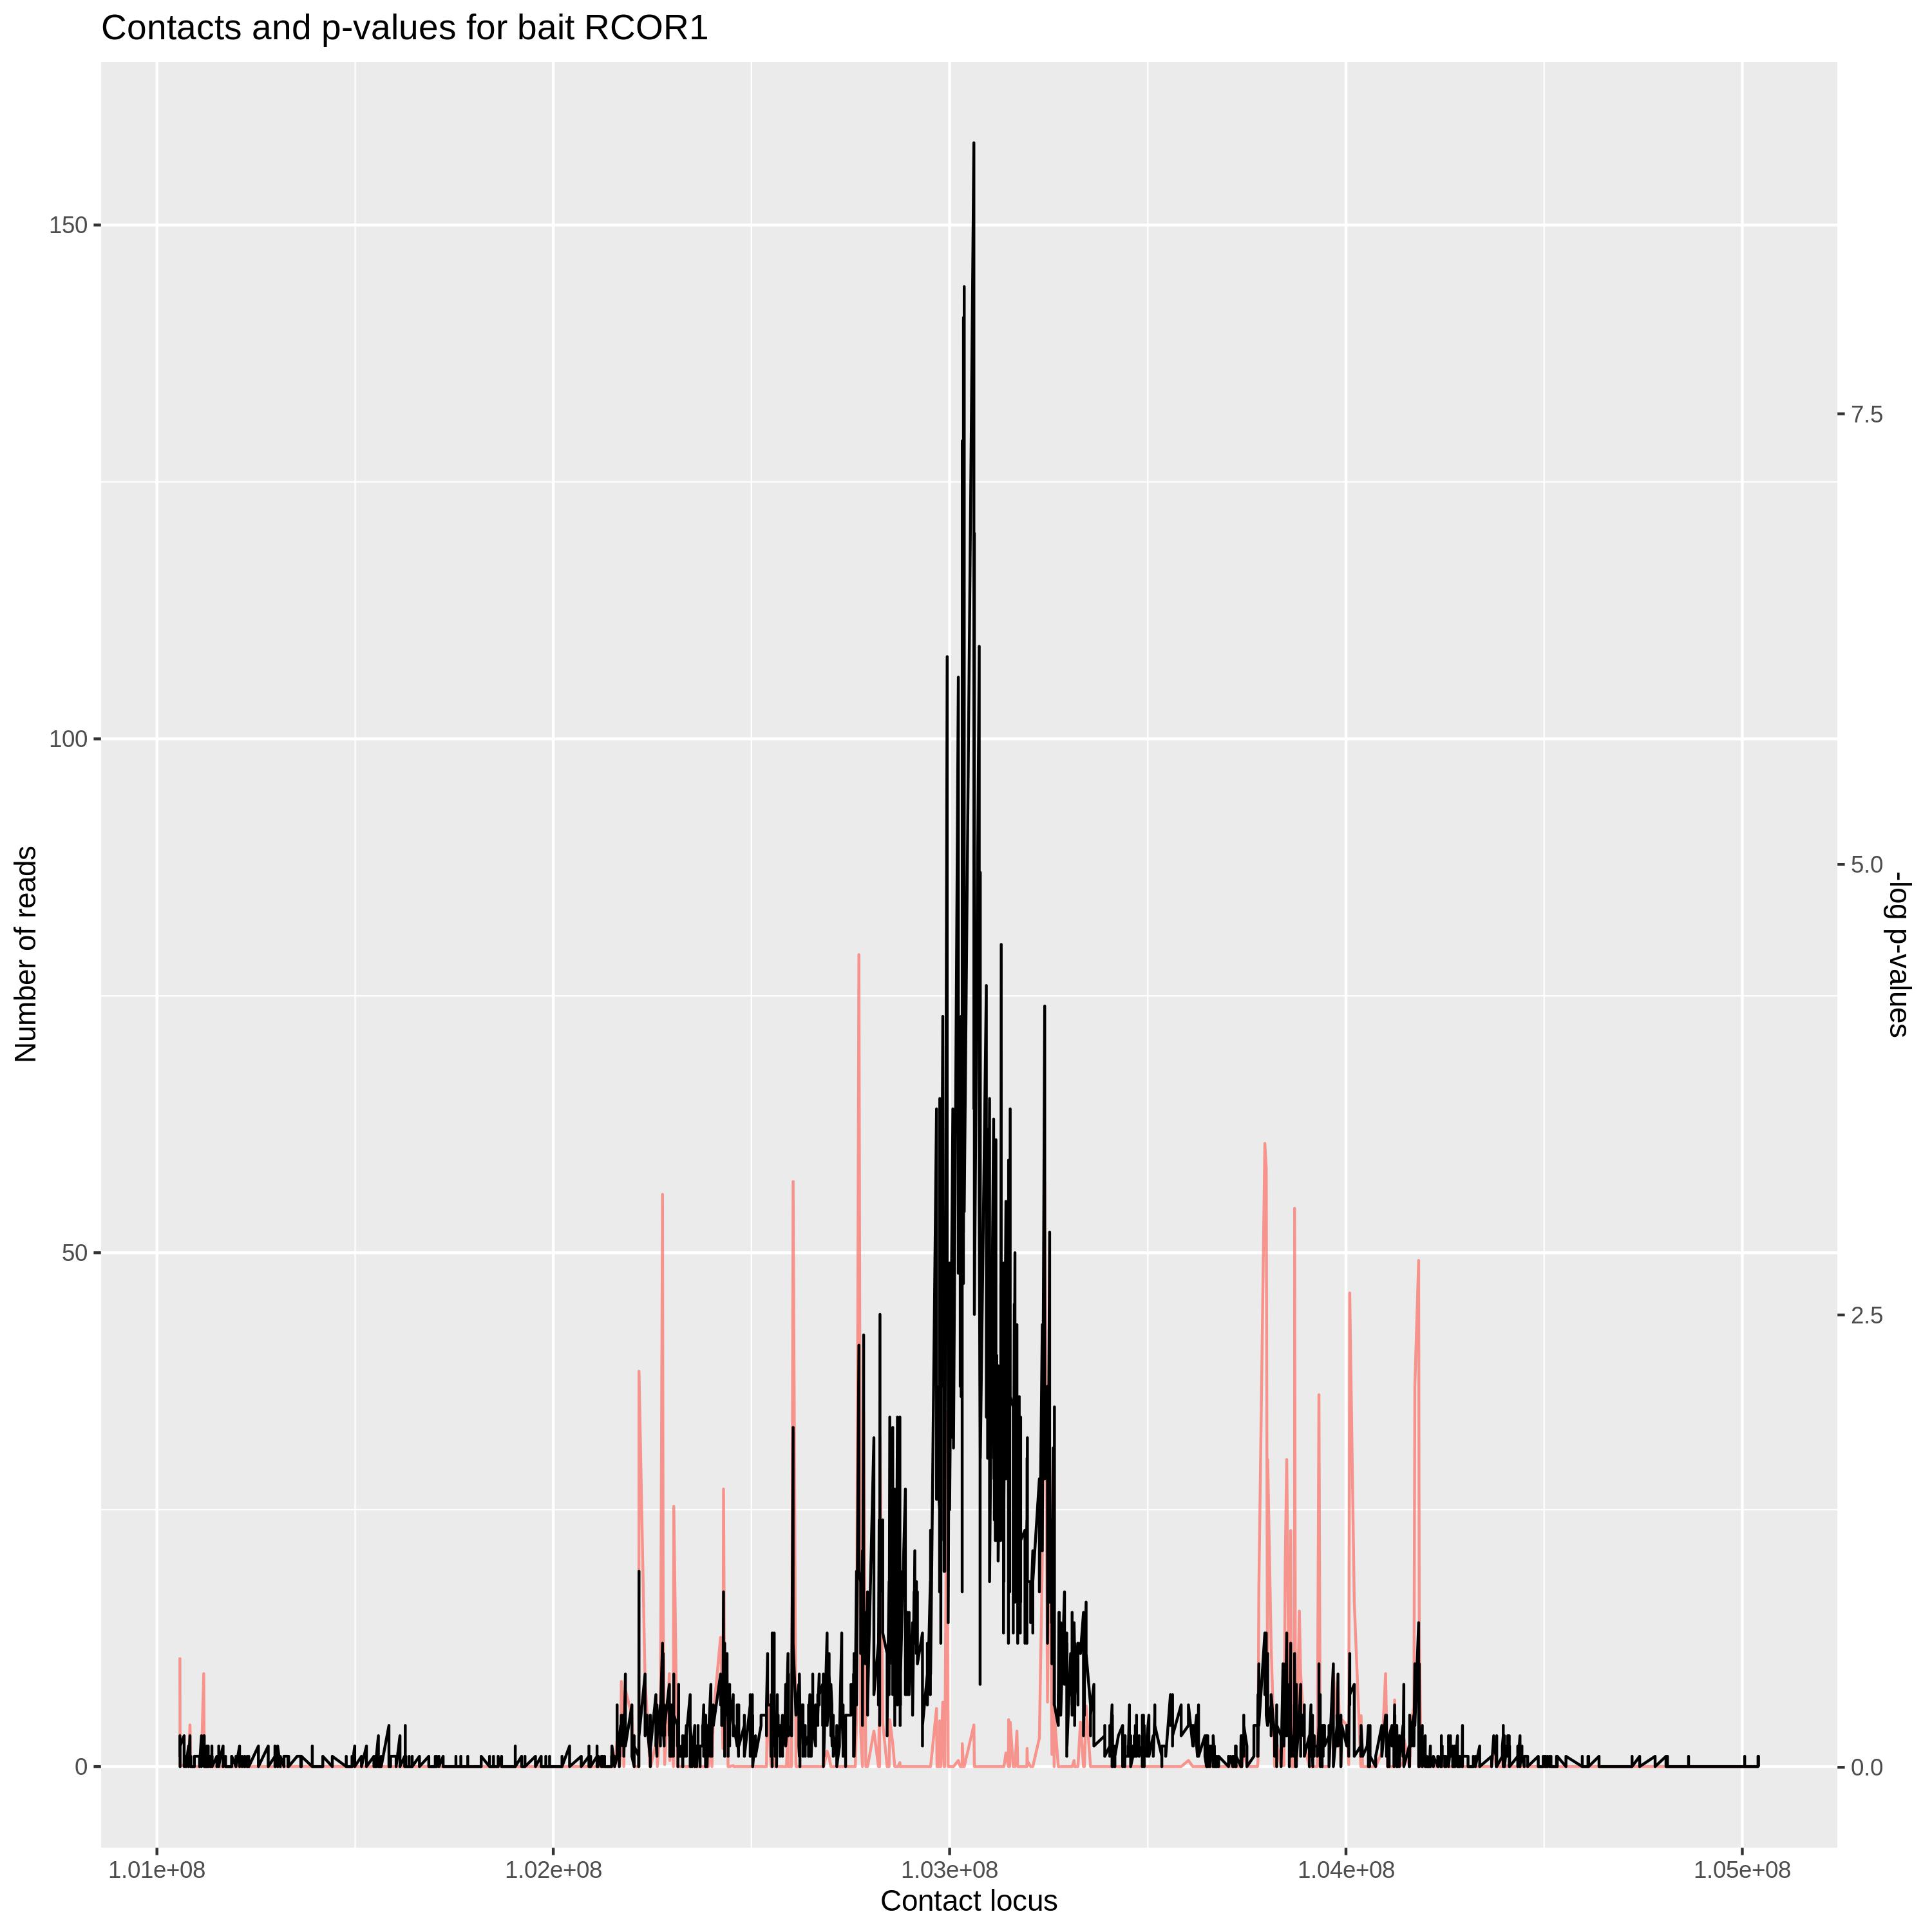 Contacts and p-values for bait RCOR1
150
100
50
0
Number of reads
7.5
5.0
2.5
0.0
-log p-values
1.01e+08 1.02e+08 1.03e+08 1.04e+08 1.05e+08
Contact locus